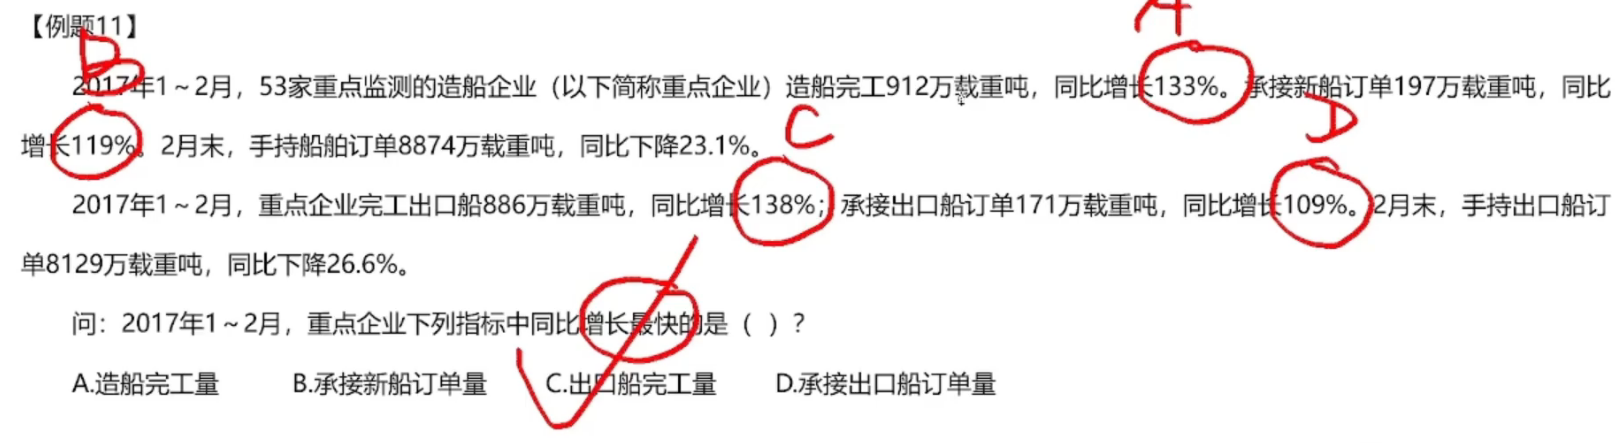 【例题11】
A
B
2017年1～2月，53家重点监测的造船企业（以下简称重点企业）造船完工912万载重吨，同比增长133%。承接新船订单197万载重吨，同比
C
D
增长119%。2月末，手持船舶订单8874万载重吨，同比下降23.1%。
2017年1～2月，重点企业完工出口船886万载重吨，同比增长138%；承接出口船订单171万载重吨，同比增长109%。2月末，手持出口船订
单8129万载重吨，同比下降26.6%。
问：2017年1～2月，重点企业下列指标中同比增长最快的是（ ）？
A.造船完工量 B.承接新船订单量 C.出口船完工量 D.承接出口船订单量